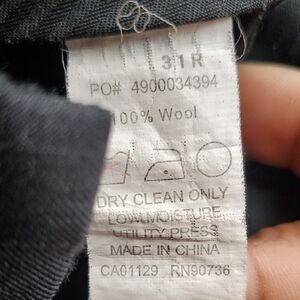 31R
PO# 4900034394
100% Wool
DRY CLEAN ONLY
LOW MOISTURE
UTILITY PRESS
MADE IN CHINA
CA01129 RN90736